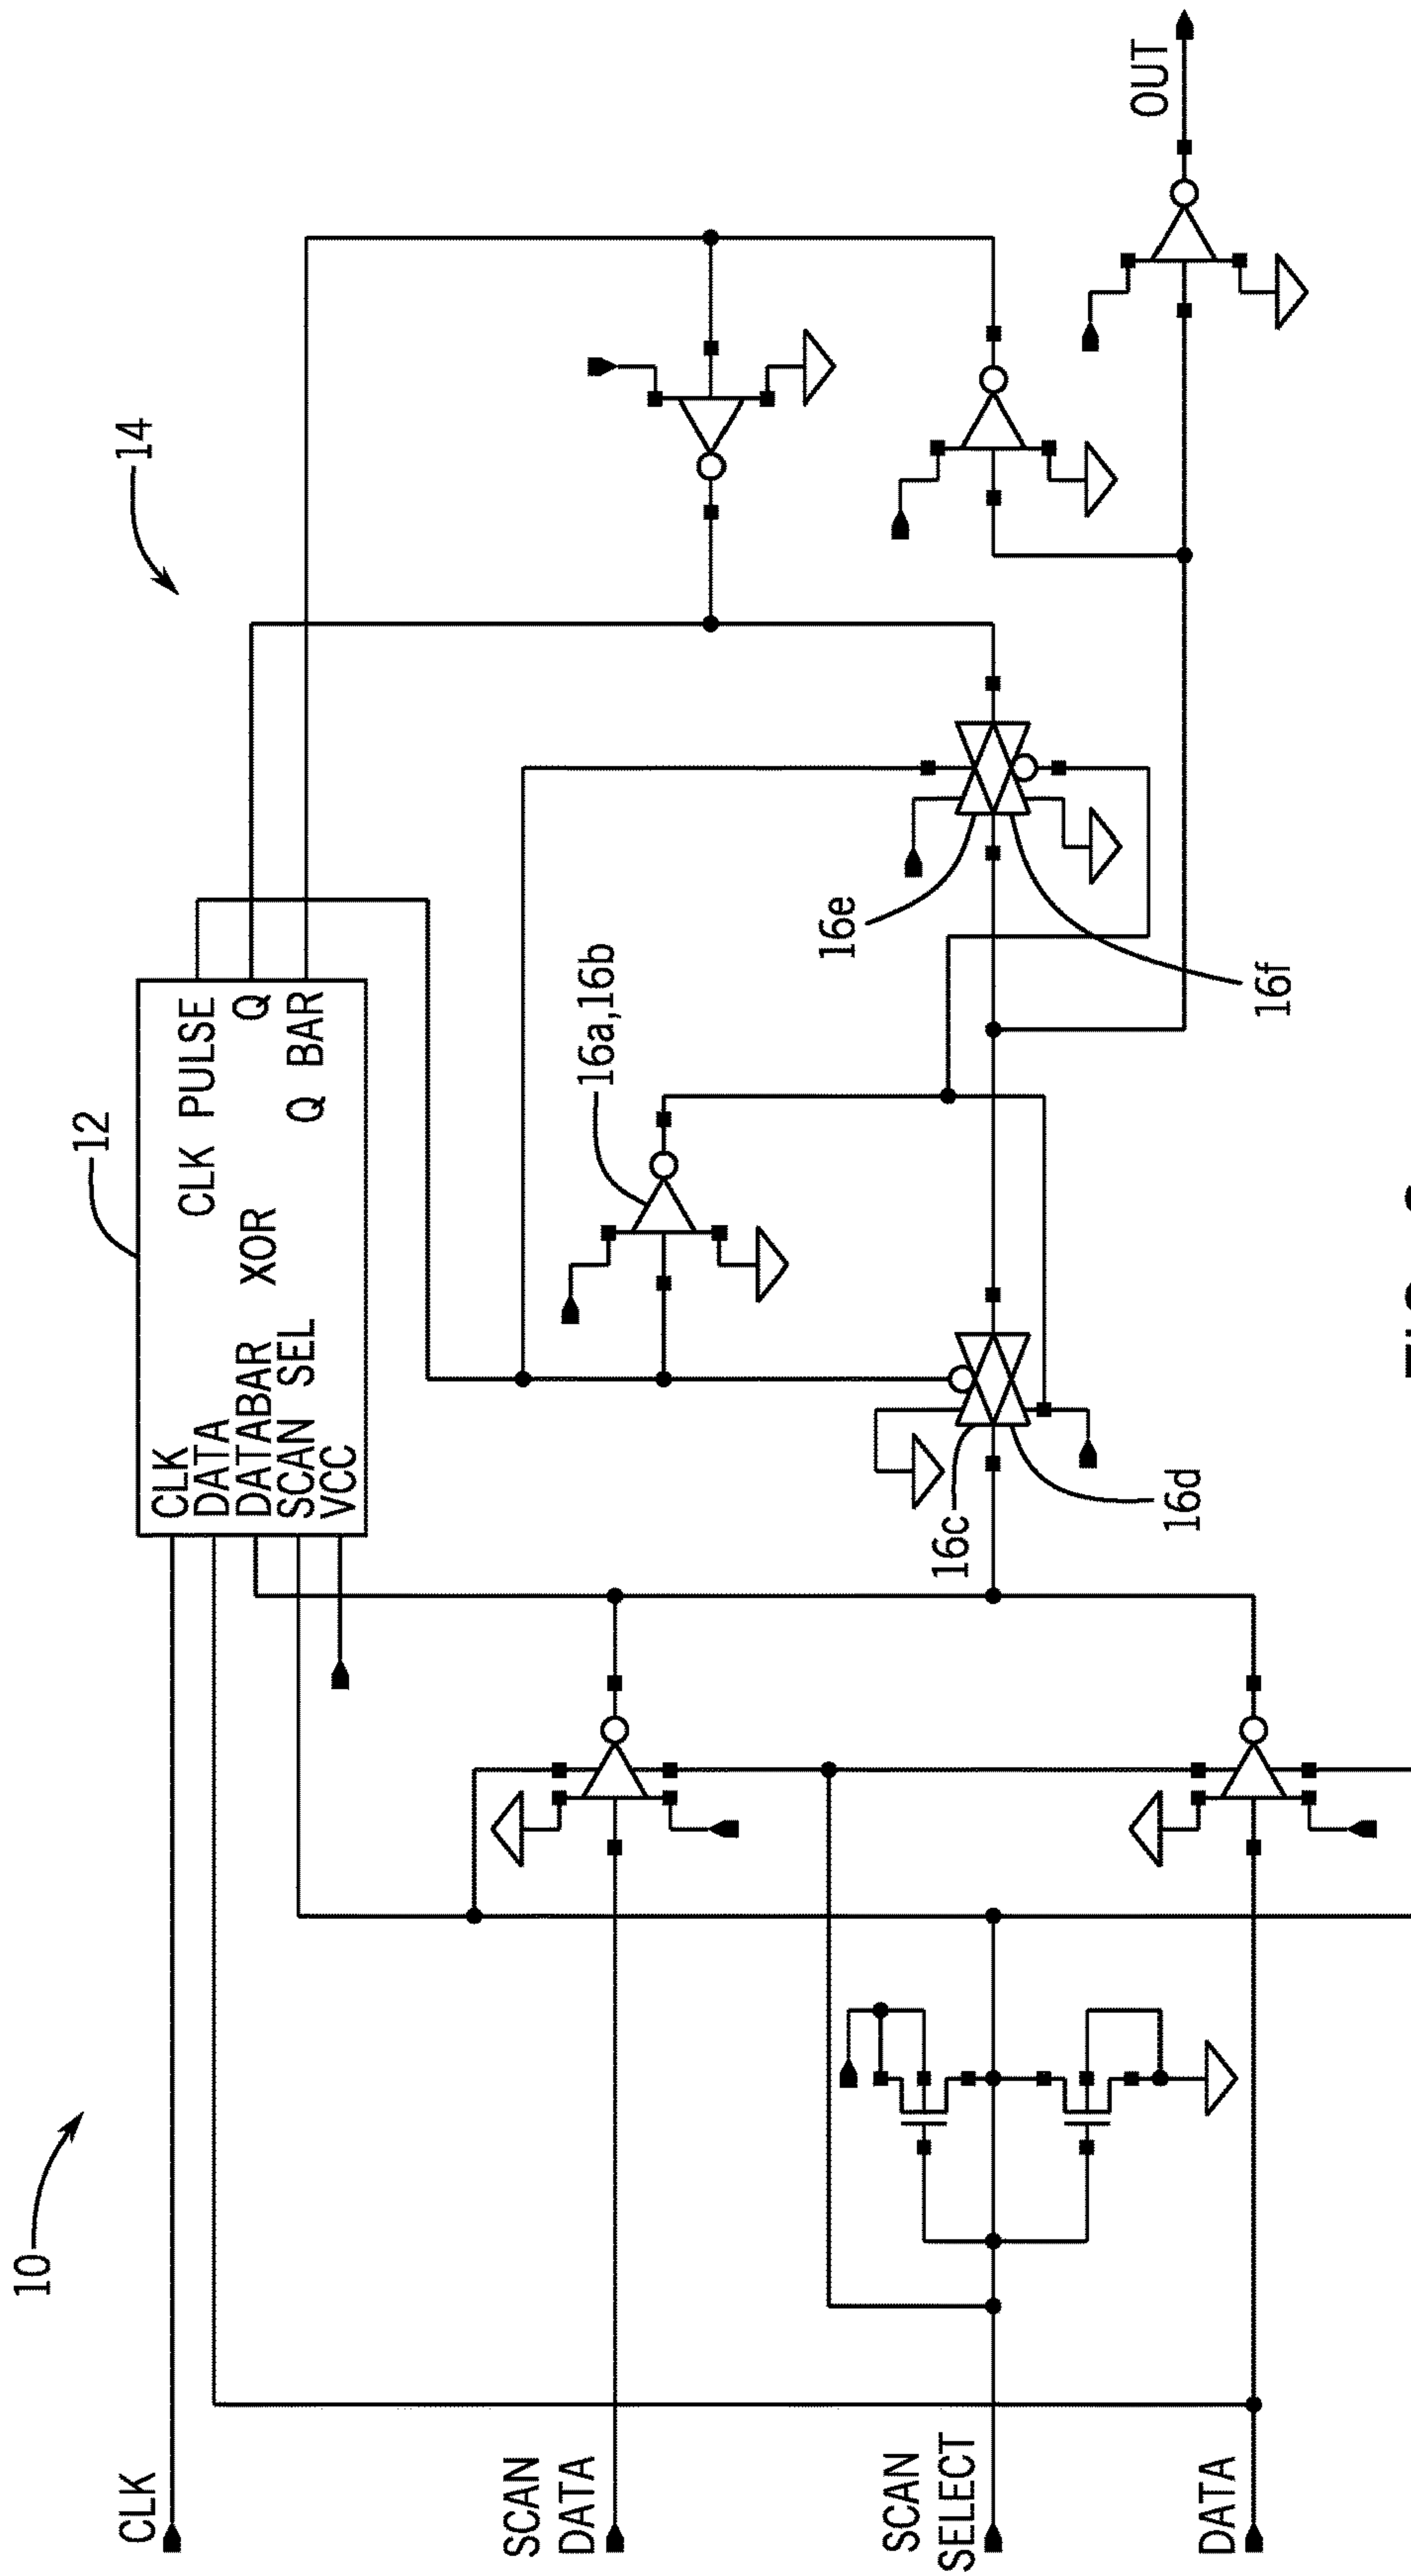 10
12
14
CLK
CLK
DATA
DATABAR
SCAN SEL
VCC
XOR
CLK PULSE
Q
Q BAR
16a,16b
SCAN
DATA
SCAN
SELECT
DATA
16c
16d
16e
16f
OUT